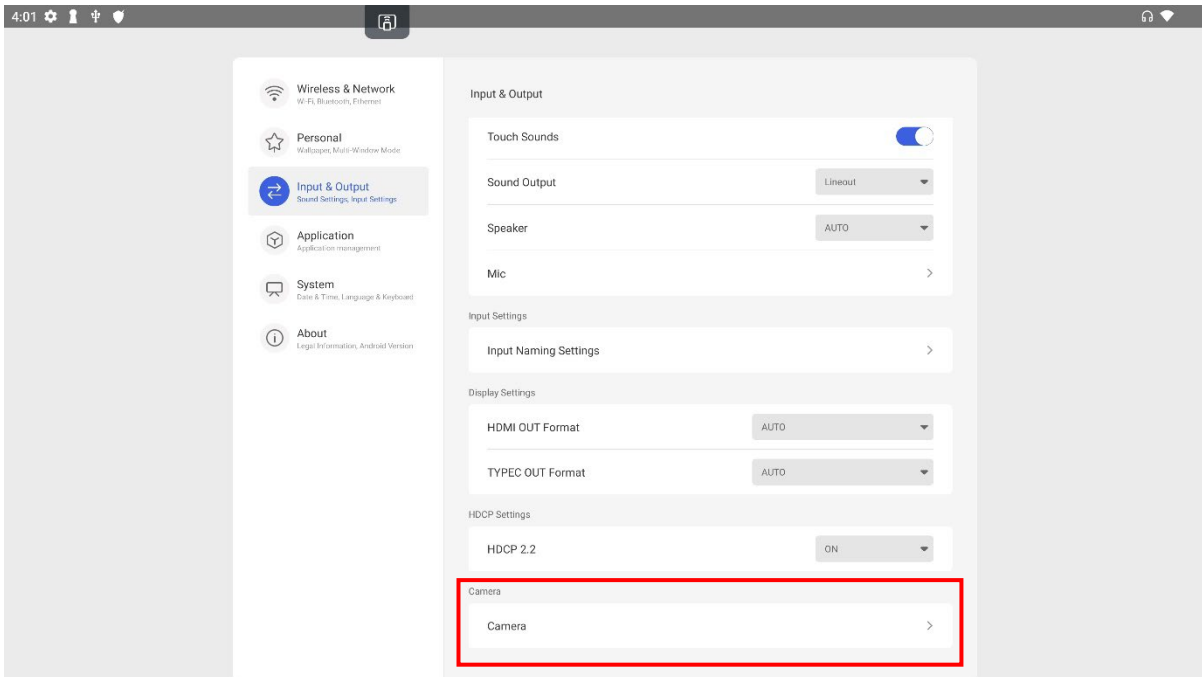 4:01
Wireless & Network
Wi-Fi, Bluetooth, Ethernet
Personal
Wallpaper, Multi-Window Mode
Input & Output
Sound Settings, Input Settings
Application
Application management
System
Date & Time, Language & Keyboard
About
Legal Information, Android Version
Input & Output
Touch Sounds
Sound Output
Lineout
Speaker
AUTO
Mic
Input Settings
Input Naming Settings
Display Settings
HDMI OUT Format
AUTO
TYPEC OUT Format
AUTO
HDCP Settings
HDCP 2.2
ON
Camera
Camera